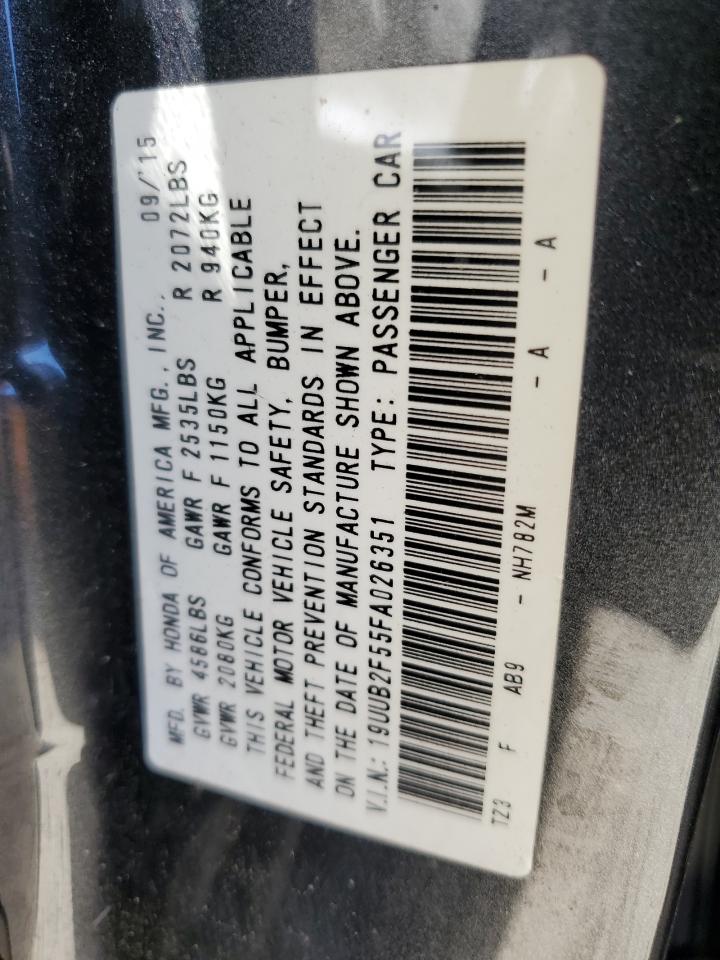 MFD. BY HONDA OF AMERICA MFG., INC. 09/'15
GVWR 4586LBS GAWR F 2535LBS R 2072LBS
GVWR 2080KG GAWR F 1150KG R 940KG
THIS VEHICLE CONFORMS TO ALL APPLICABLE
FEDERAL MOTOR VEHICLE SAFETY, BUMPER,
AND THEFT PREVENTION STANDARDS IN EFFECT
ON THE DATE OF MANUFACTURE SHOWN ABOVE.
V.I.N.: 19UUB2F55FA026351 TYPE: PASSENGER CAR
TZ3 F AB9 - NH782M - A - A